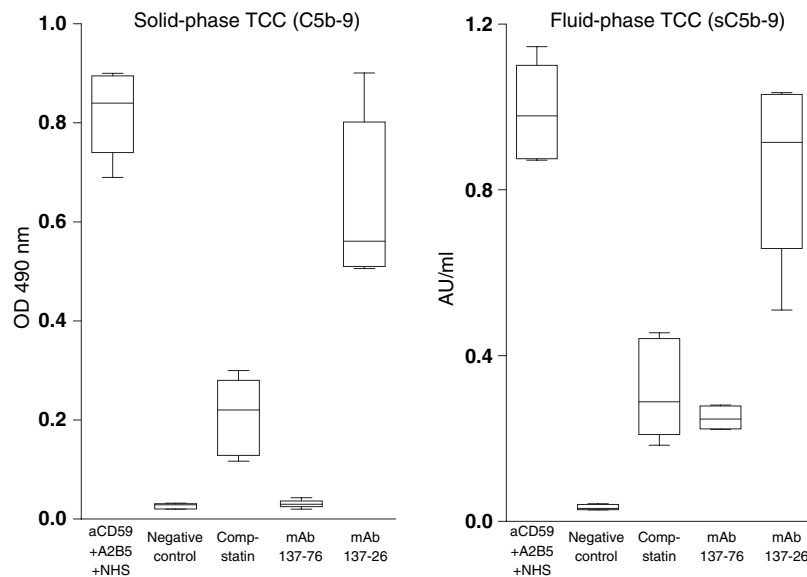 Solid-phase TCC (C5b-9)
OD 490 nm
1.0
0.8
0.6
0.4
0.2
0.0
aCD59
+A2B5
+NHS
Negative
control
Comp-
statin
mAb
137-76
mAb
137-26
Fluid-phase TCC (sC5b-9)
AU/ml
1.2
0.8
0.4
0.0
aCD59
+A2B5
+NHS
Negative
control
Comp-
statin
mAb
137-76
mAb
137-26